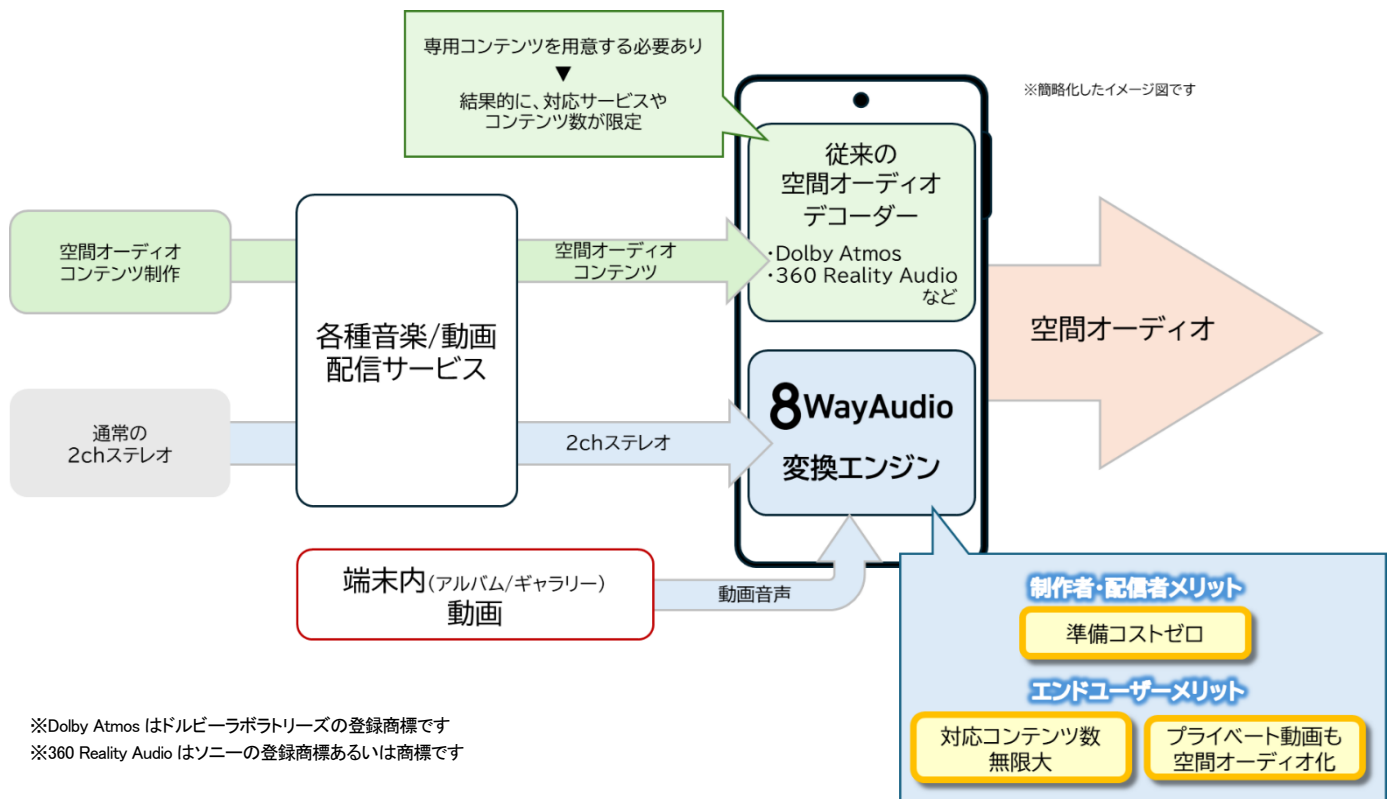 専用コンテンツを用意する必要あり
▼
結果的に、対応サービスや
コンテンツ数が限定
※簡略化したイメージ図です
従来の
空間オーディオ
デコーダー
・Dolby Atmos
・360 Reality Audio
など
空間オーディオ
コンテンツ制作
各種音楽/動画
配信サービス
空間オーディオ
コンテンツ
空間オーディオ
通常の
2chステレオ
2chステレオ
8WayAudio
変換エンジン
端末内(アルバム/ギャラリー)
動画
動画音声
制作者・配信者メリット
準備コストゼロ
エンドユーザーメリット
対応コンテンツ数
無限大
プライベート動画も
空間オーディオ化
※Dolby Atmos はドルビーラボラトリーズの登録商標です
※360 Reality Audio はソニーの登録商標あるいは商標です